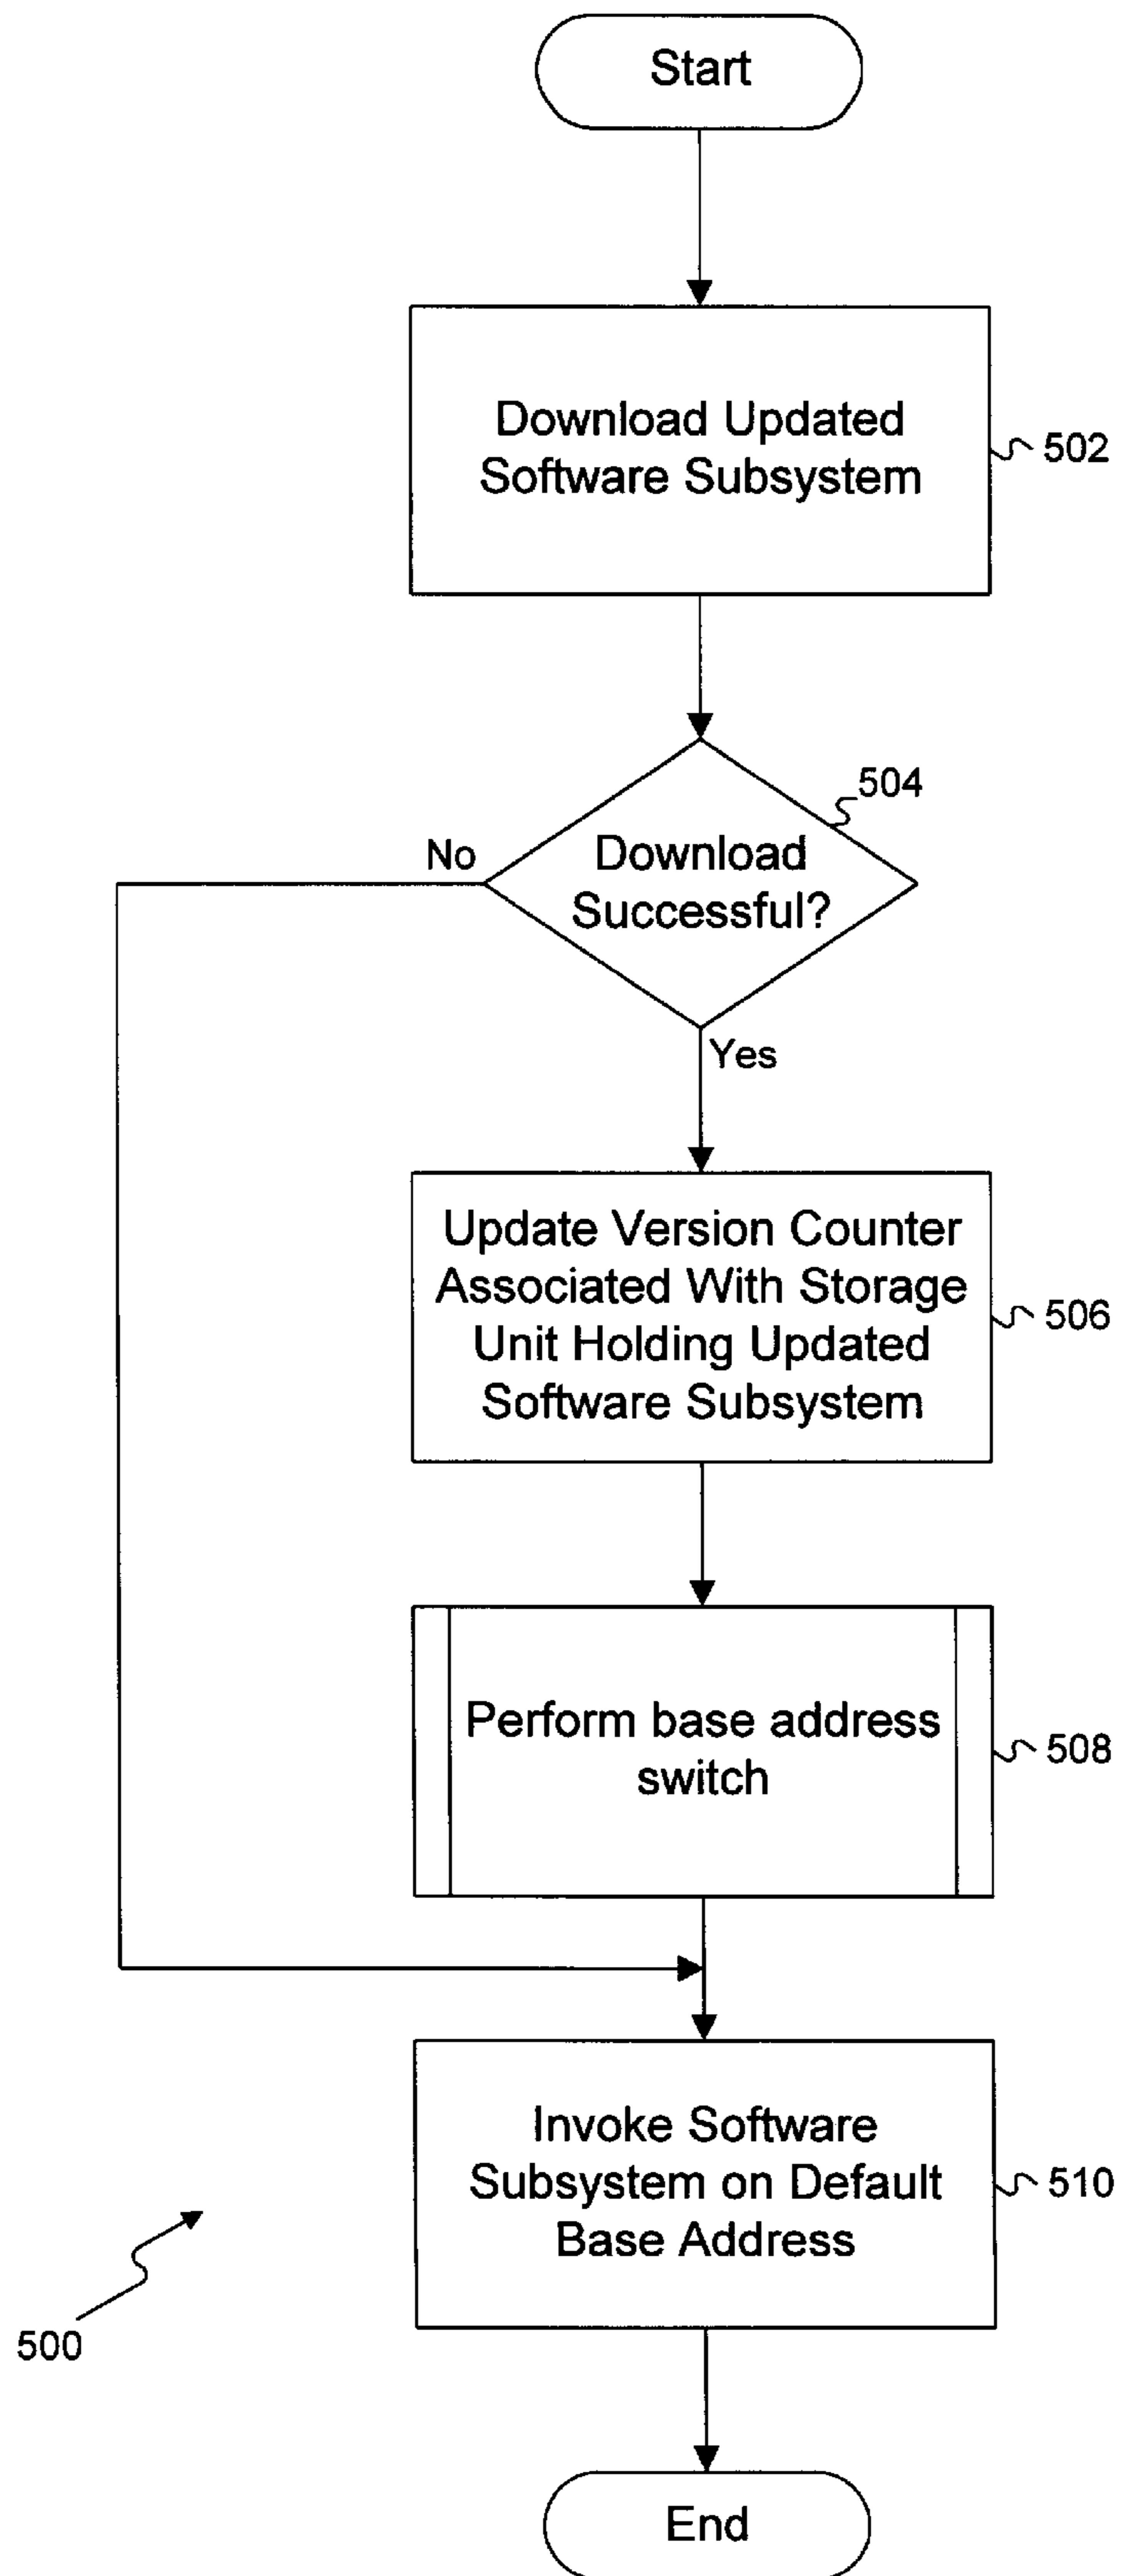 Start
Download Updated
Software Subsystem
502
504
No
Download
Successful?
Yes
Update Version Counter
Associated With Storage
Unit Holding Updated
Software Subsystem
506
Perform base address
switch
508
Invoke Software
Subsystem on Default
Base Address
510
500
End